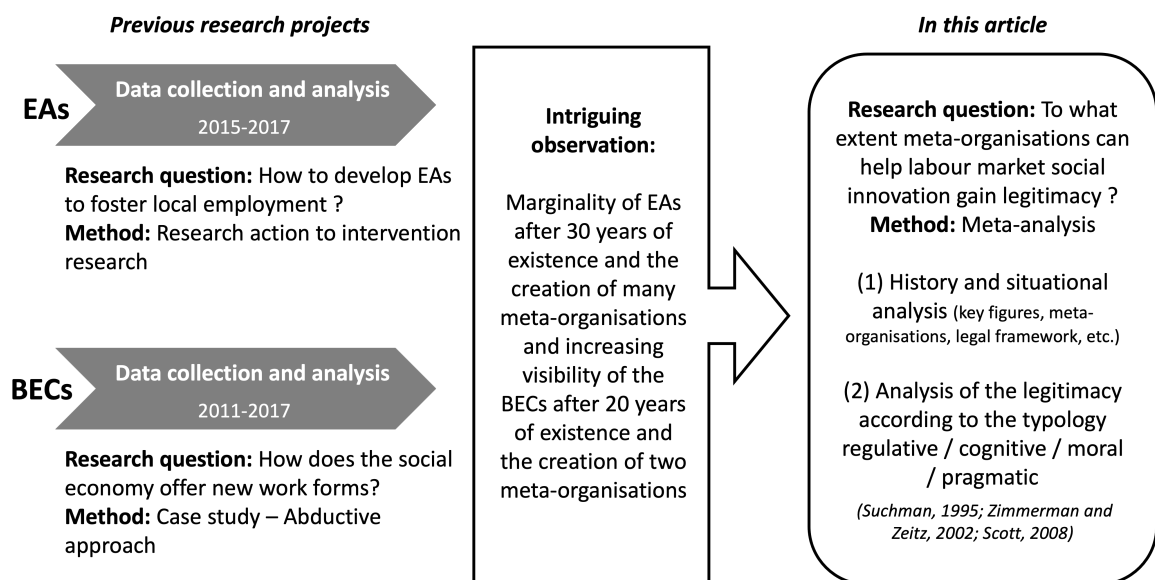 Previous research projects
EAs
Data collection and analysis
2015-2017
Research question: How to develop EAs
to foster local employment ?
Method: Research action to intervention
research
BECs
Data collection and analysis
2011-2017
Research question: How does the social
economy offer new work forms?
Method: Case study – Abductive
approach
Intriguing
observation:
Marginality of EAs
after 30 years of
existence and the
creation of many
meta-organisations
and increasing
visibility of the
BECs after 20 years
of existence and
the creation of two
meta-organisations
In this article
Research question: To what
extent meta-organisations can
help labour market social
innovation gain legitimacy ?
Method: Meta-analysis
(1) History and situational
analysis (key figures, meta-
organisations, legal framework, etc.)
(2) Analysis of the legitimacy
according to the typology
regulative / cognitive / moral
/ pragmatic
(Suchman, 1995; Zimmerman and
Zeitz, 2002; Scott, 2008)